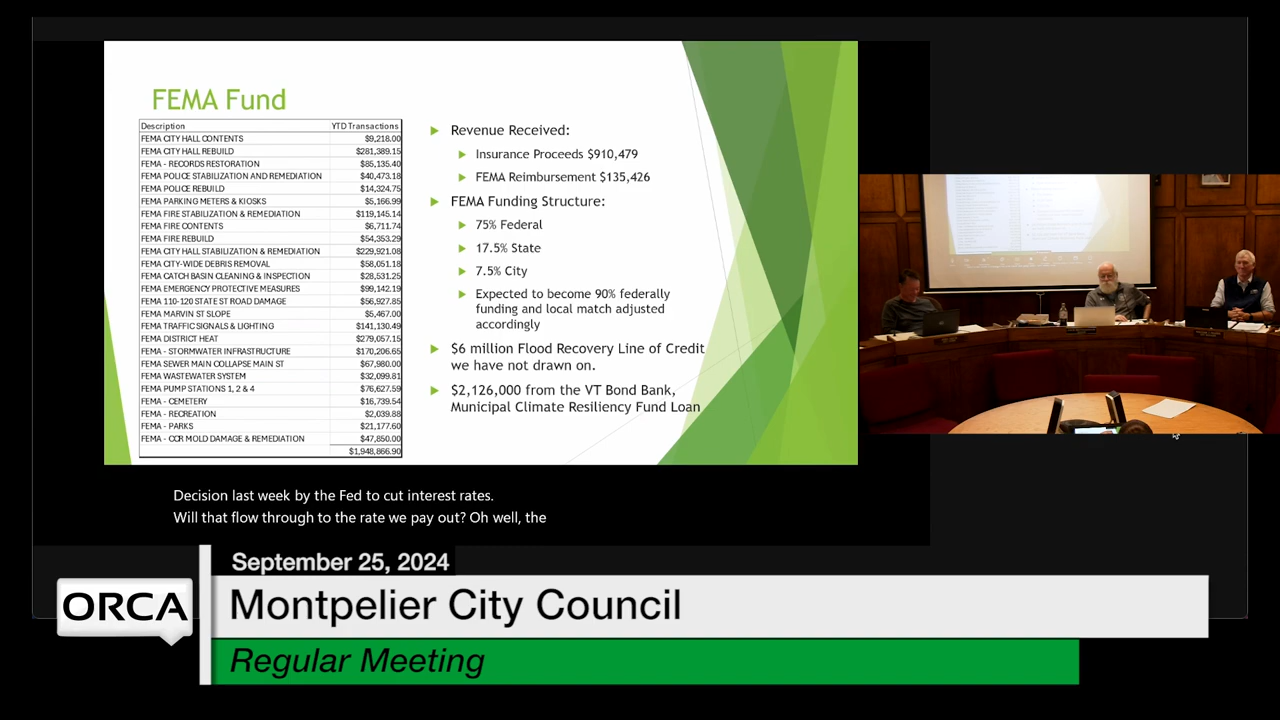 FEMA Fund
Description YTD Transactions
FEMA CITY HALL CONTENTS $9,218.00
FEMA CITY HALL REBUILD $281,389.15
FEMA - RECORDS RESTORATION $85,135.40
FEMA POLICE STABILIZATION AND REMEDIATION $40,473.18
FEMA POLICE REBUILD $14,324.75
FEMA PARKING METERS & KIOSKS $5,166.99
FEMA FIRE STABILIZATION & REMEDIATION $119,145.14
FEMA FIRE CONTENTS $6,711.74
FEMA FIRE REBUILD $54,353.29
FEMA CITY HALL STABILIZATION & REMEDIATION $229,921.08
FEMA CITY-WIDE DEBRIS REMOVAL $58,051.18
FEMA CATCH BASIN CLEANING & INSPECTION $28,531.25
FEMA EMERGENCY PROTECTIVE MEASURES $99,142.19
FEMA 110-120 STATE ST ROAD DAMAGE $56,927.85
FEMA MARVIN ST SLOPE $5,467.00
FEMA TRAFFIC SIGNALS & LIGHTING $141,130.49
FEMA DISTRICT HEAT $279,057.15
FEMA - STORMWATER INFRASTRUCTURE $170,206.65
FEMA SEWER MAIN COLLAPSE MAIN ST $67,980.00
FEMA WASTEWATER SYSTEM $32,099.81
FEMA PUMP STATIONS 1, 2 & 4 $76,627.59
FEMA - CEMETERY $16,739.54
FEMA - RECREATION $2,039.88
FEMA - PARKS $21,177.60
FEMA - CCR MOLD DAMAGE & REMEDIATION $47,850.00
$1,948,866.90
Revenue Received:
Insurance Proceeds $910,479
FEMA Reimbursement $135,426
FEMA Funding Structure:
75% Federal
17.5% State
7.5% City
Expected to become 90% federally
funding and local match adjusted
accordingly
$6 million Flood Recovery Line of Credit
we have not drawn on.
$2,126,000 from the VT Bond Bank,
Municipal Climate Resiliency Fund Loan
Decision last week by the Fed to cut interest rates.
Will that flow through to the rate we pay out? Oh well, the
September 25, 2024
ORCA
Montpelier City Council
Regular Meeting